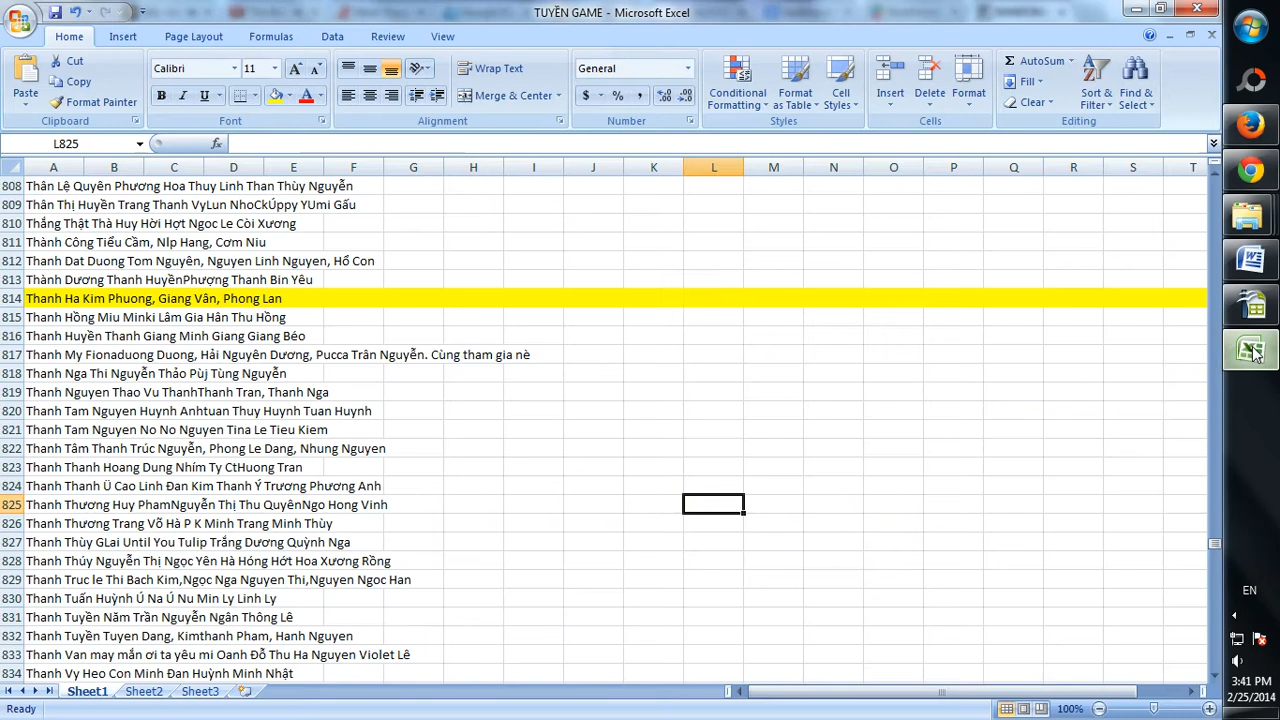 TUYỂN GAME - Microsoft Excel
Home Insert Page Layout Formulas Data Review View
Paste
Cut
Copy
Format Painter
Clipboard
Calibri 11
B I U
Font
Wrap Text
Merge & Center
Alignment
General
$ % ,
Number
Conditional Formatting
Format as Table
Cell Styles
Styles
Insert Delete Format
Cells
AutoSum
Fill
Clear
Sort & Filter
Find & Select
Editing
L825
A B C D E F G H I J K L M N O P Q R S T
808 Thân Lệ Quyên Phương Hoa Thuy Linh Than Thùy Nguyễn
809 Thân Thị Huyền Trang Thanh VyLun NhoCkÚppy YUmi Gấu
810 Thắng Thật Thà Huy Hời Hợt Ngoc Le Còi Xương
811 Thành Công Tiểu Cầm, Nlp Hang, Cơm Niu
812 Thanh Dat Duong Tom Nguyên, Nguyen Linh Nguyen, Hổ Con
813 Thành Dương Thanh HuyềnPhượng Thanh Bin Yêu
814 Thanh Ha Kim Phuong, Giang Vân, Phong Lan
815 Thanh Hồng Miu Minki Lâm Gia Hân Thu Hồng
816 Thanh Huyền Thanh Giang Minh Giang Giang Béo
817 Thanh My Fionaduong Duong, Hải Nguyên Dương, Pucca Trân Nguyễn. Cùng tham gia nè
818 Thanh Nga Thi Nguyễn Thảo Pùj Tùng Nguyễn
819 Thanh Nguyen Thao Vu ThanhThanh Tran, Thanh Nga
820 Thanh Tam Nguyen Huynh Anhtuan Thuy Huynh Tuan Huynh
821 Thanh Tam Nguyen No No Nguyen Tina Le Tieu Kiem
822 Thanh Tâm Thanh Trúc Nguyễn, Phong Le Dang, Nhung Nguyen
823 Thanh Thanh Hoang Dung Nhím Ty CtHuong Tran
824 Thanh Thanh Ü Cao Linh Đan Kim Thanh Ý Trương Phương Anh
825 Thanh Thương Huy PhamNguyễn Thị Thu QuyênNgo Hong Vinh
826 Thanh Thương Trang Võ Hà P K Minh Trang Minh Thùy
827 Thanh Thùy GLai Until You Tulip Trắng Dương Quỳnh Nga
828 Thanh Thúy Nguyễn Thị Ngọc Yên Hà Hóng Hớt Hoa Xương Rồng
829 Thanh Truc le Thi Bach Kim,Ngọc Nga Nguyen Thi,Nguyen Ngoc Han
830 Thanh Tuấn Huỳnh Ú Na Ú Nu Min Ly Linh Ly
831 Thanh Tuyền Năm Trần Nguyễn Ngân Thông Lê
832 Thanh Tuyền Tuyen Dang, Kimthanh Pham, Hanh Nguyen
833 Thanh Van may mắn ơi ta yêu mi Oanh Đỗ Thu Ha Nguyen Violet Lê
834 Thanh Vy Heo Con Minh Đan Huỳnh Minh Nhật
Sheet1 Sheet2 Sheet3
Ready
100%
EN
3:41 PM
2/25/2014